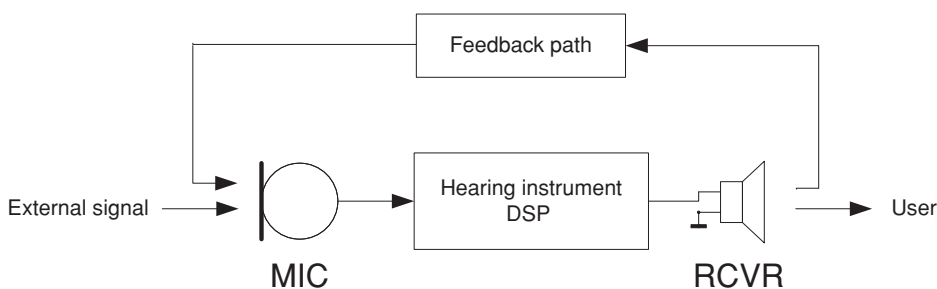 Feedback path
External signal
Hearing instrument
DSP
User
MIC
RCVR